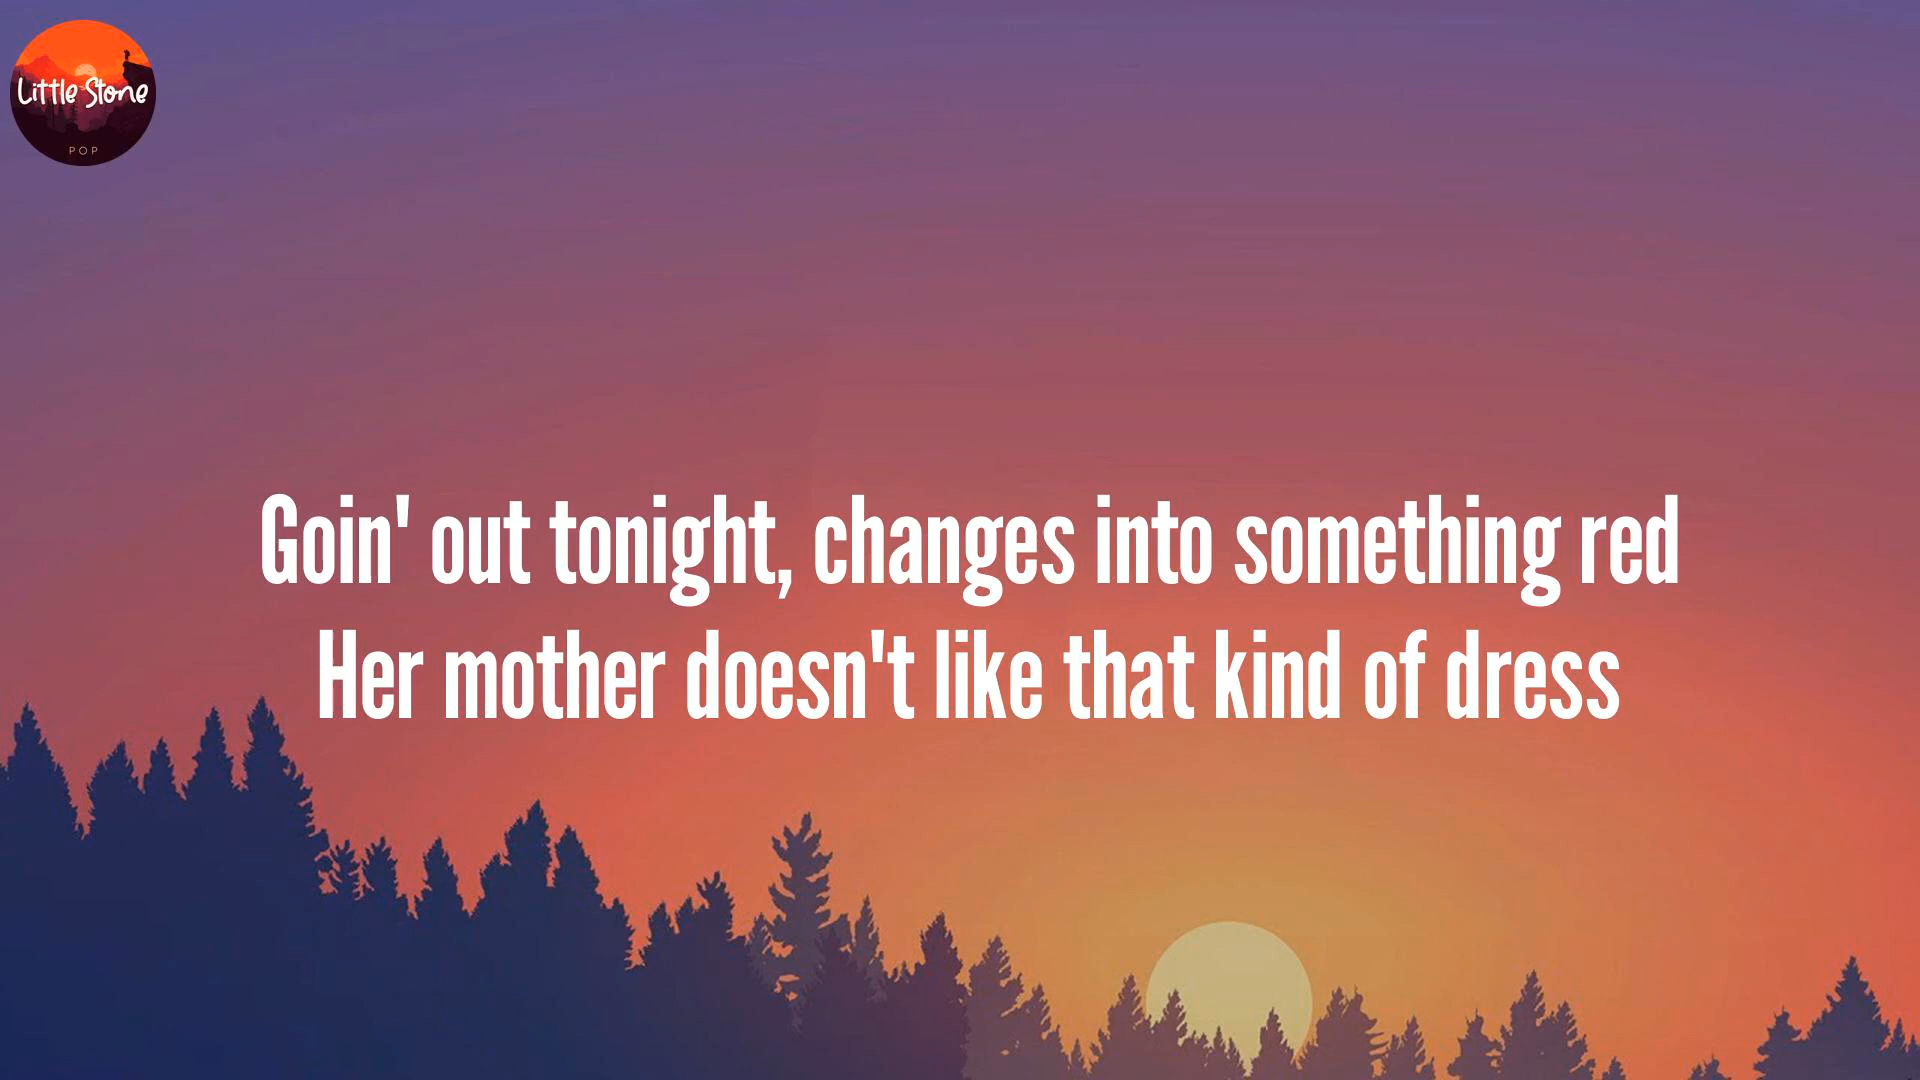 Little Stone
POP
Goin' out tonight, changes into something red
Her mother doesn't like that kind of dress